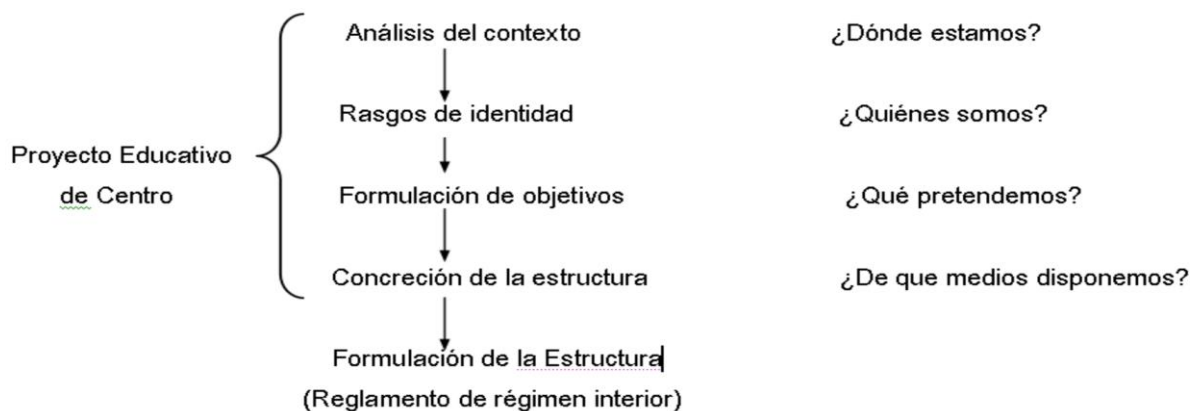 Análisis del contexto ¿Dónde estamos?
Rasgos de identidad ¿Quiénes somos?
Proyecto Educativo
de Centro
Formulación de objetivos ¿Qué pretendemos?
Concreción de la estructura ¿De que medios disponemos?
Formulación de la Estructura
(Reglamento de régimen interior)